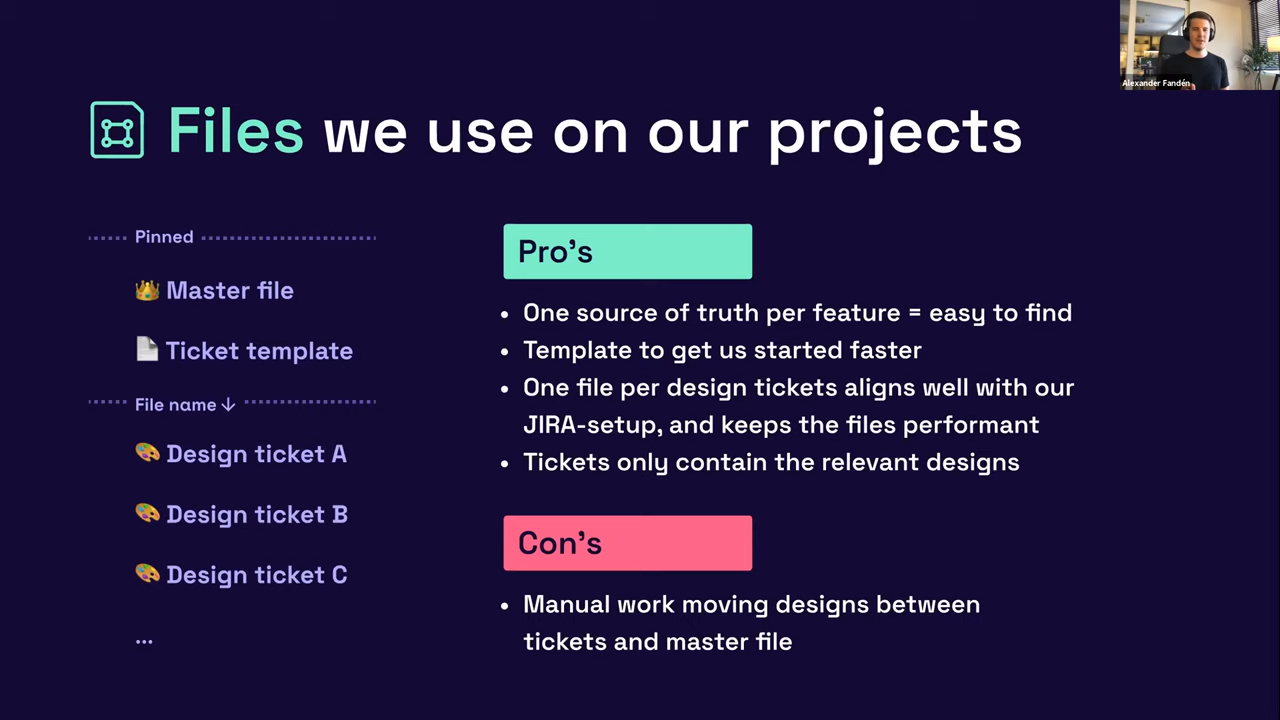 Alexander Fandén
Files we use on our projects
Pinned
Master file
Ticket template
File name ↓
Design ticket A
Design ticket B
Design ticket C
...
Pro's
• One source of truth per feature = easy to find
• Template to get us started faster
• One file per design tickets aligns well with our
JIRA-setup, and keeps the files performant
• Tickets only contain the relevant designs
Con's
• Manual work moving designs between
tickets and master file